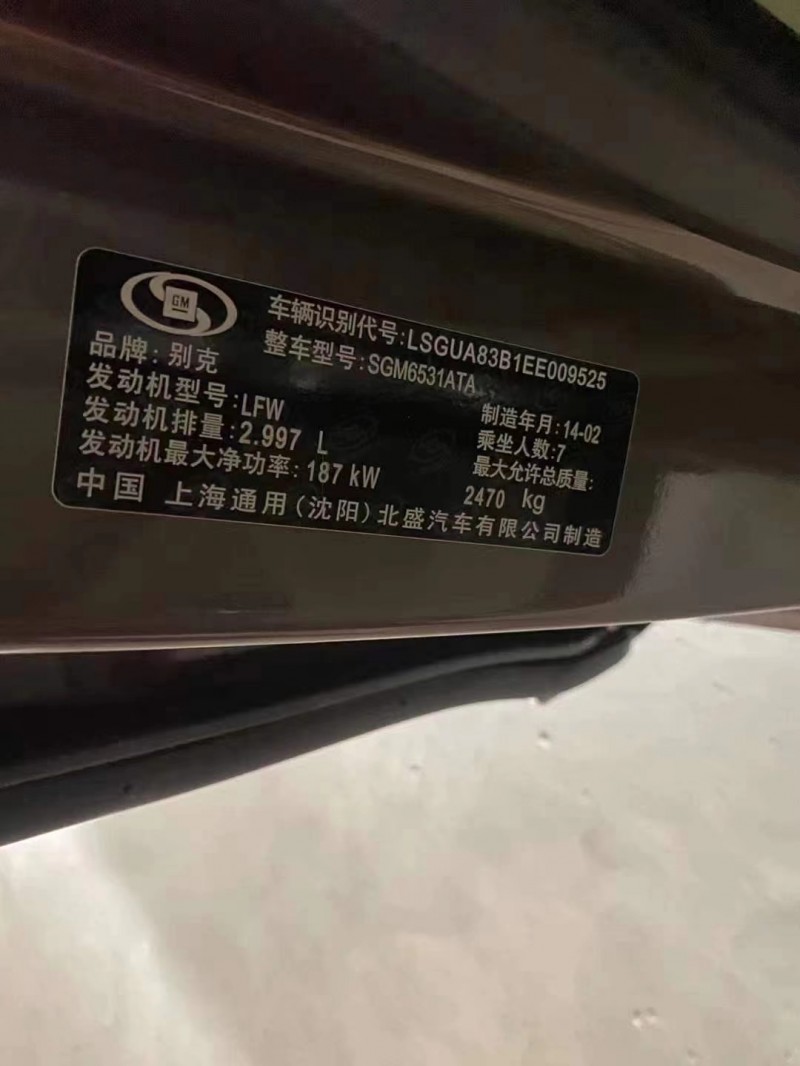 GM
车辆识别代号:LSGUA83B1EE009525
品牌: 别克
整车型号: SGM6531ATA
发动机型号:LFW
制造年月:14-02
发动机排量:2.997 L
乘坐人数:7
发动机最大净功率: 187 kW
最大允许总质量:
2470 kg
中国 上海通用(沈阳)北盛汽车有限公司制造